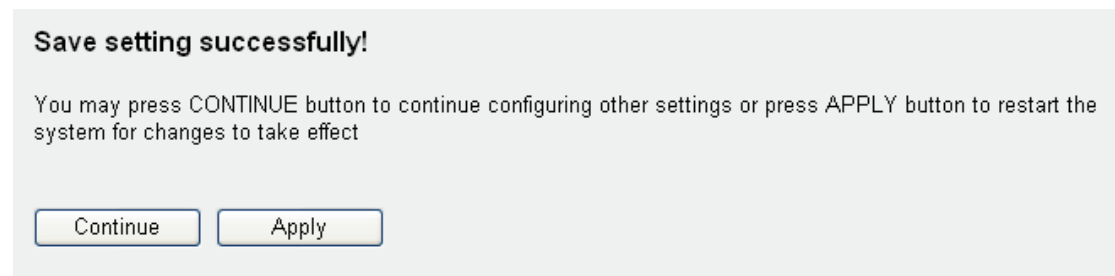 Save setting successfully!
You may press CONTINUE button to continue configuring other settings or press APPLY button to restart the
system for changes to take effect
Continue
Apply